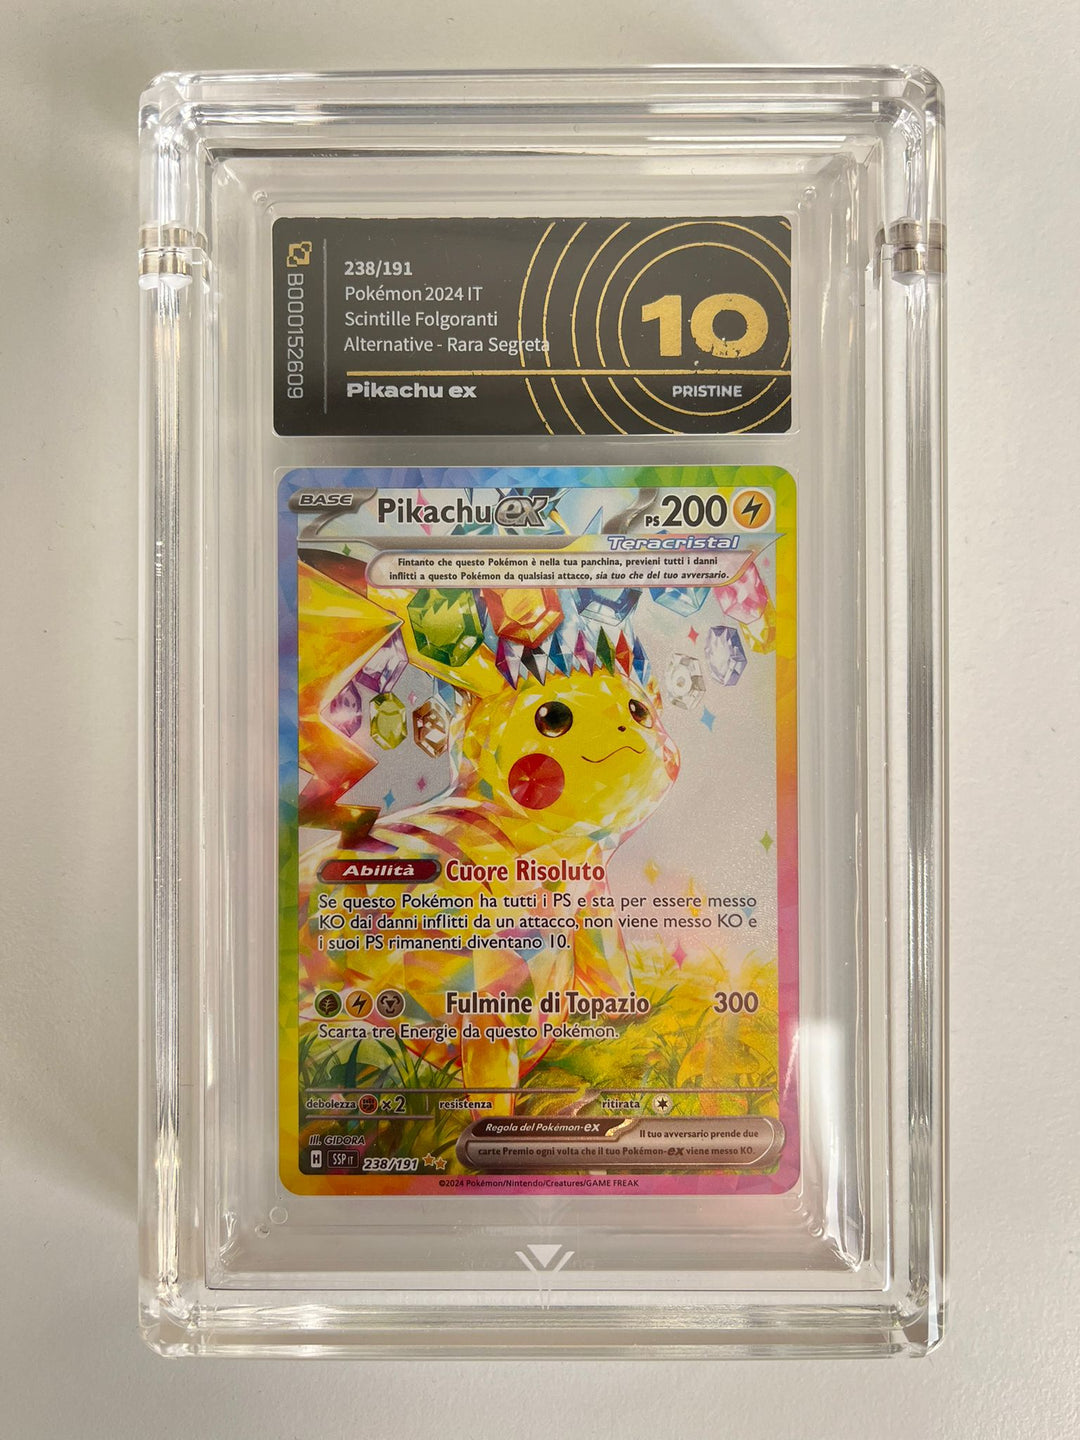 B000152609
238/191
Pokémon 2024 IT
Scintille Folgoranti
Alternative - Rara Segreta
Pikachu ex
10
PRISTINE
BASE Pikachu ex PS 200
Teracristal
Fintanto che questo Pokémon è nella tua panchina, previeni tutti i danni
inflitti a questo Pokémon da qualsiasi attacco, sia tuo che del tuo avversario.
Abilità Cuore Risoluto
Se questo Pokémon ha tutti i PS e sta per essere messo
KO dai danni inflitti da un attacco, non viene messo KO e
i suoi PS rimanenti diventano 10.
Fulmine di Topazio 300
Scarta tre Energie da questo Pokémon.
debolezza ×2 resistenza ritirata
Regola del Pokémon-ex
Il tuo avversario prende due
carte Premio ogni volta che il tuo Pokémon-ex viene messo KO.
Ill. GIDORA
H SSP IT 238/191
©2024 Pokémon/Nintendo/Creatures/GAME FREAK